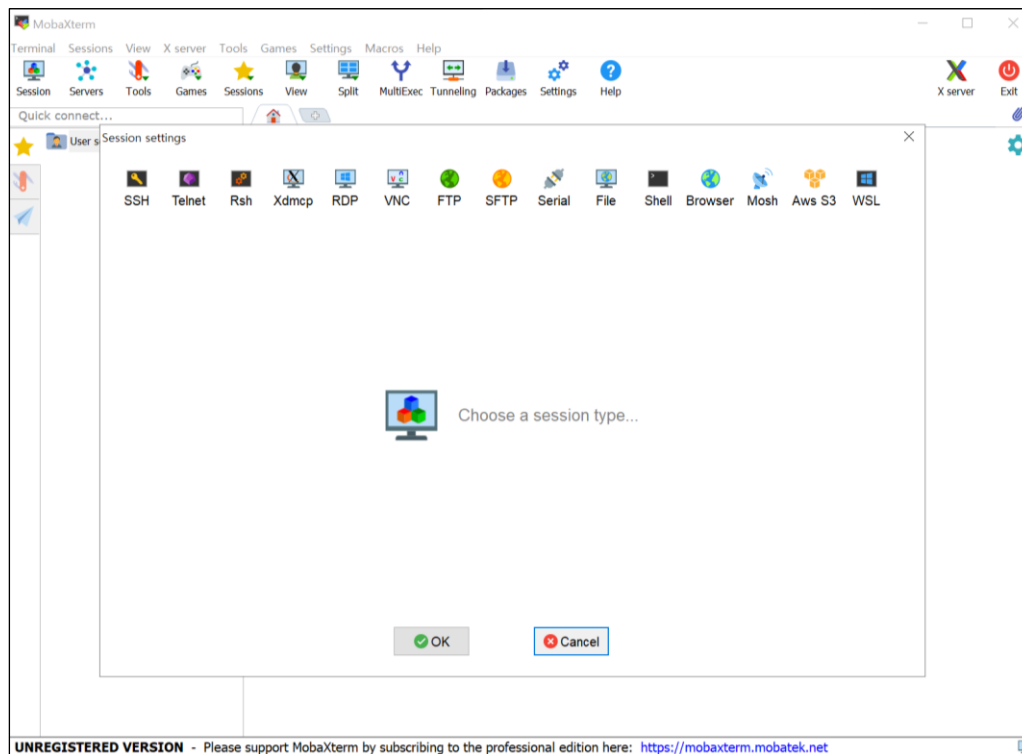 MobaXterm
Terminal Sessions View X server Tools Games Settings Macros Help
Session Servers Tools Games Sessions View Split MultiExec Tunneling Packages Settings Help X server Exit
Quick connect...
User s
Session settings
SSH Telnet Rsh Xdmcp RDP VNC FTP SFTP Serial File Shell Browser Mosh Aws S3 WSL
Choose a session type...
OK Cancel
UNREGISTERED VERSION - Please support MobaXterm by subscribing to the professional edition here: https://mobaxterm.mobatek.net